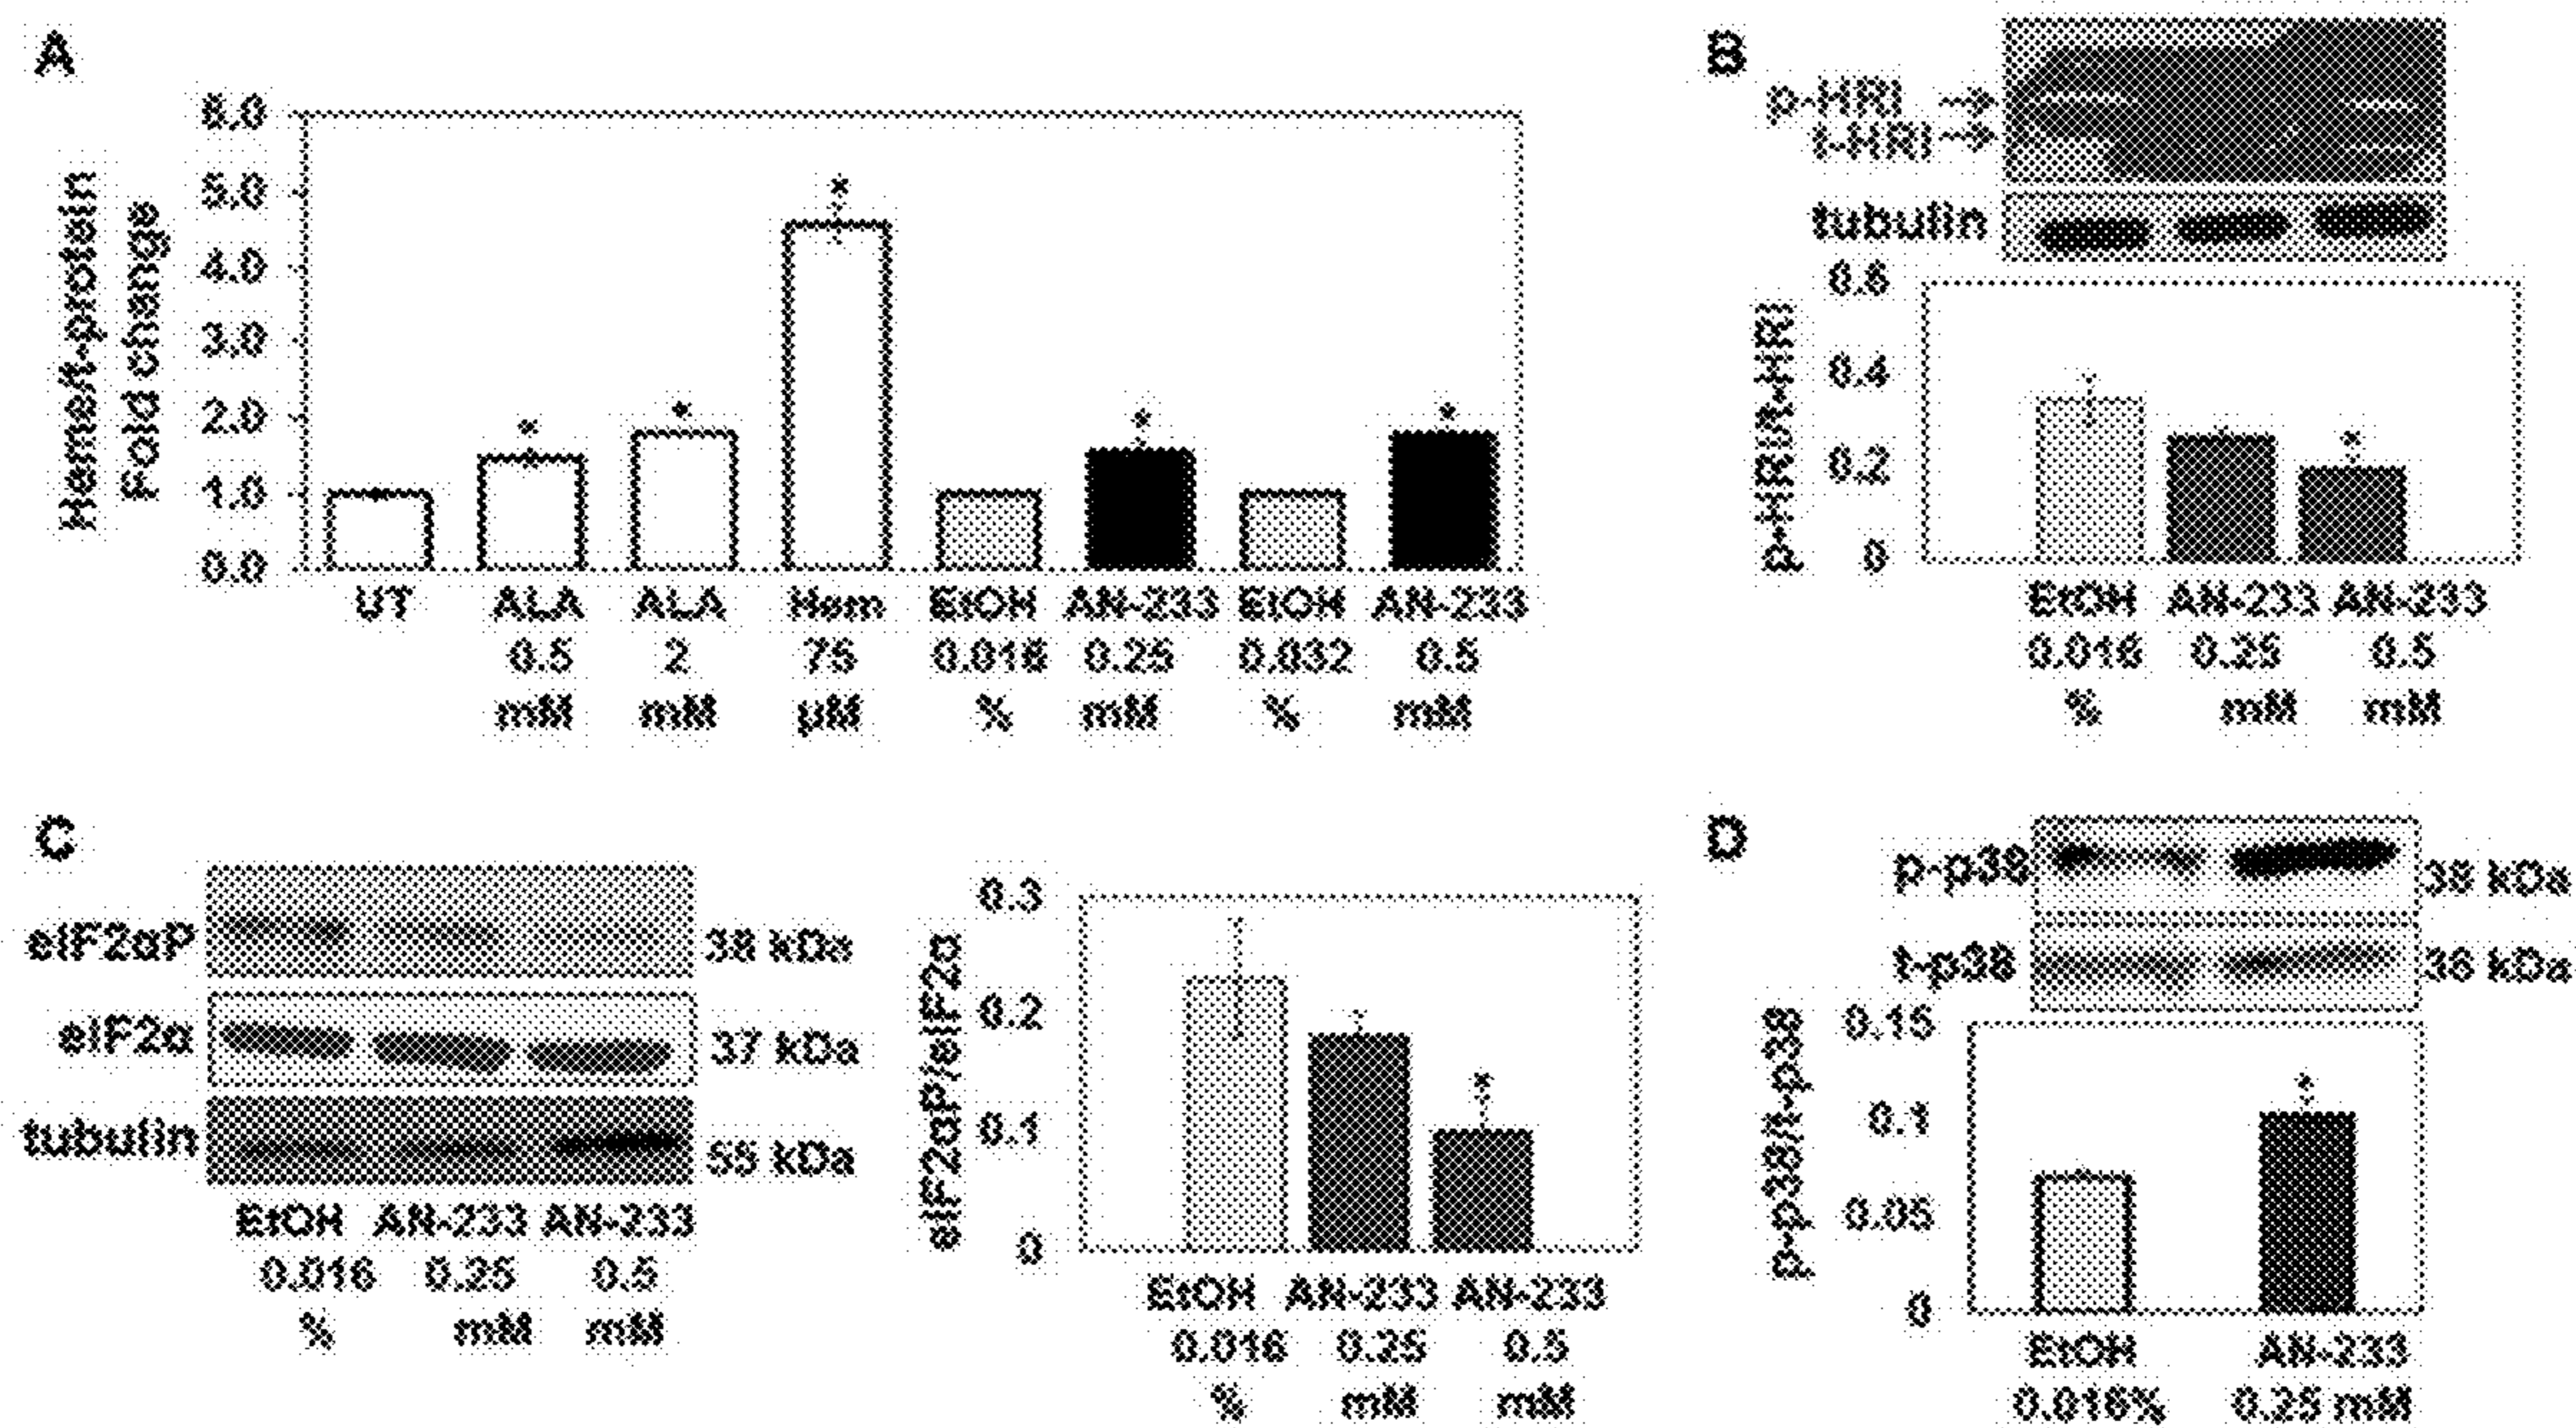 A
Heme/t-protein
Fold change
6.0
5.0
4.0
3.0
2.0
1.0
0.0
UT ALA ALA Hem EtOH AN-233 EtOH AN-233
0.5 2 75 0.016 0.25 0.032 0.5
mM mM µM % mM % mM
B
p-HRI
t-HRI
tubulin
p-HRI/t-HRI
0.6
0.4
0.2
0
EtOH AN-233 AN-233
0.016 0.25 0.5
% mM mM
C
eIF2αP 38 kDa
eIF2α 37 kDa
tubulin 55 kDa
EtOH AN-233 AN-233
0.016 0.25 0.5
% mM mM
eIF2αP/eIF2α
0.3
0.2
0.1
0
EtOH AN-233 AN-233
0.016 0.25 0.5
% mM mM
D
p-p38 38 kDa
t-p38 kDa
p-p38/t-p38
0.15
0.1
0.05
0
EtOH AN-233
0.016% 0.25 mM